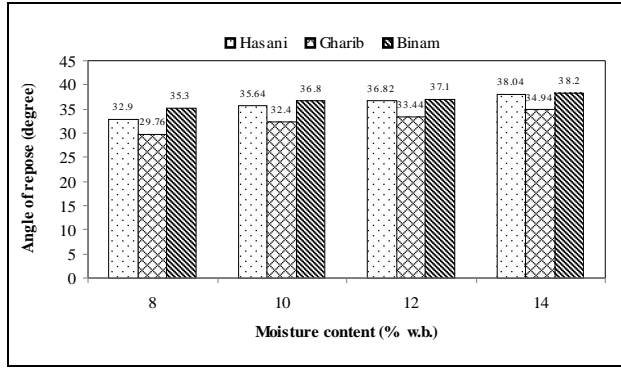 Hasani Gharib Binam
Angle of repose (degree)
45
40
35
30
25
20
15
10
5
0
32.9 29.76 35.3
35.64 32.4 36.8
36.82 33.44 37.1
38.04 34.94 38.2
8 10 12 14
Moisture content (% w.b.)